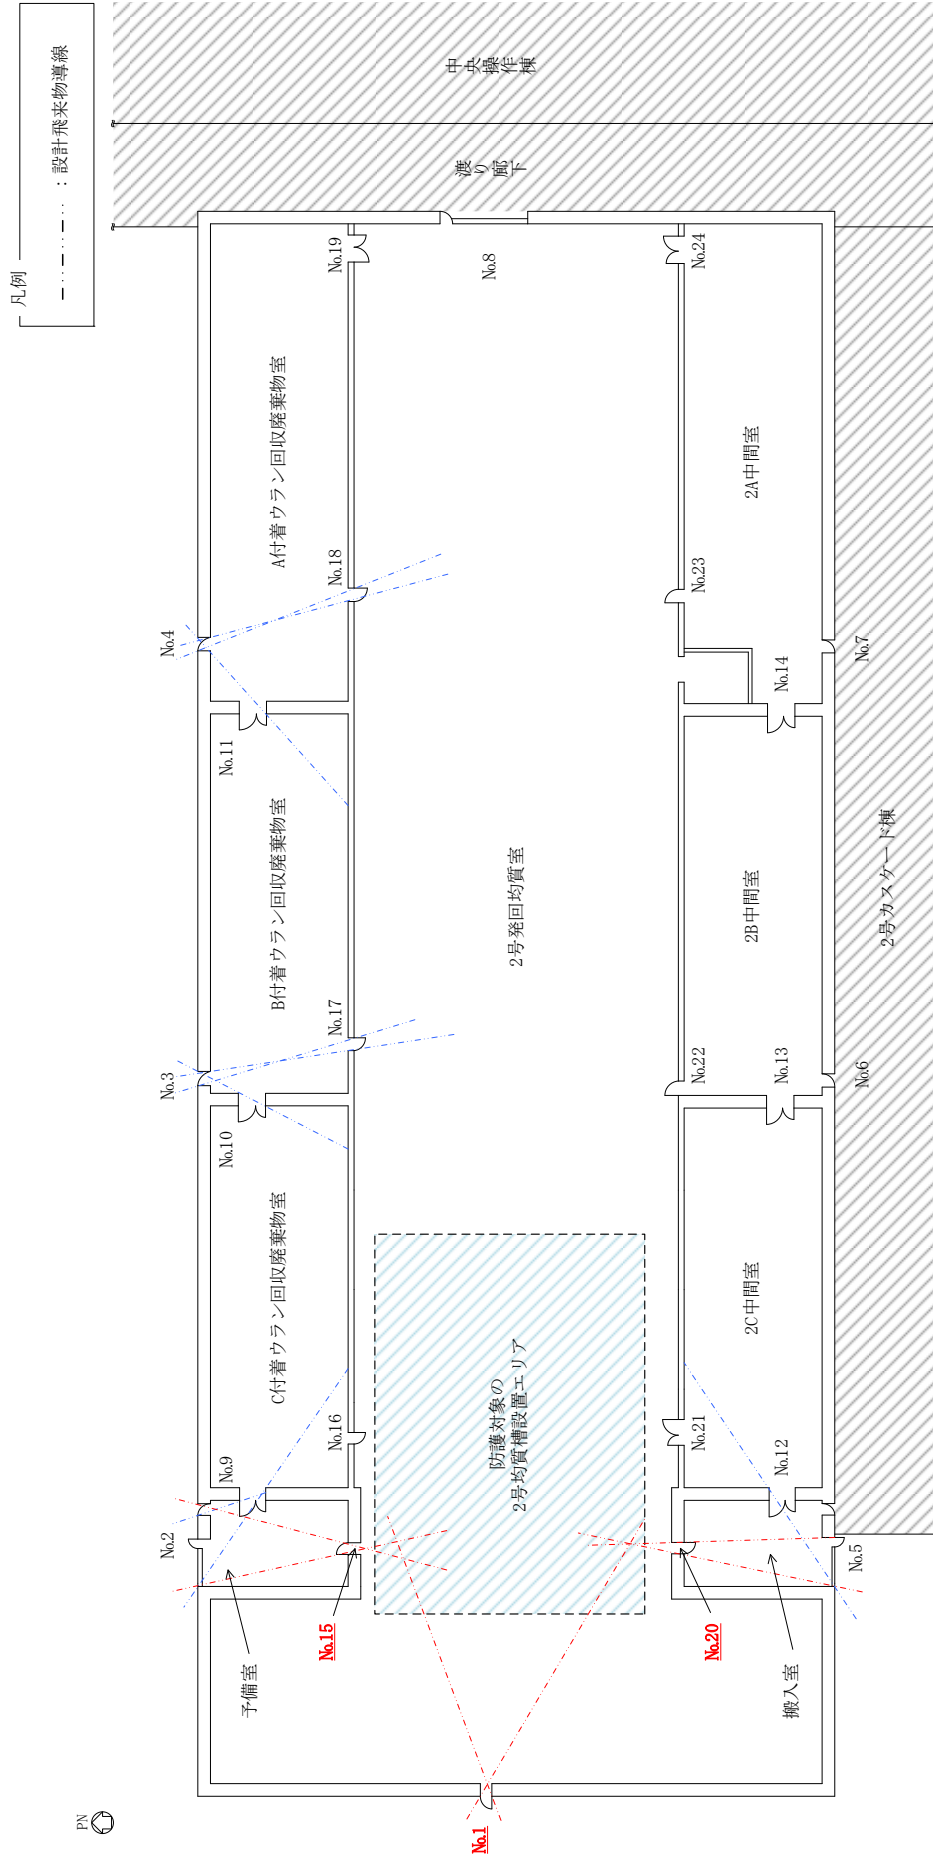 凡例
：設計飛来物導線
PN
中央操作棟
渡り廊下
No.8
No.19
No.24
A付着ウラン回収廃棄物室
2A中間室
No.4
No.18
No.23
No.7
No.14
No.11
B付着ウラン回収廃棄物室
2号発回均質室
2B中間室
2号カスケード棟
No.3
No.17
No.22
No.13
No.6
No.10
C付着ウラン回収廃棄物室
2C中間室
防護対象の
2号均質槽設置エリア
No.9
No.16
No.21
No.12
No.2
No.5
No.15
No.20
予備室
搬入室
No.1